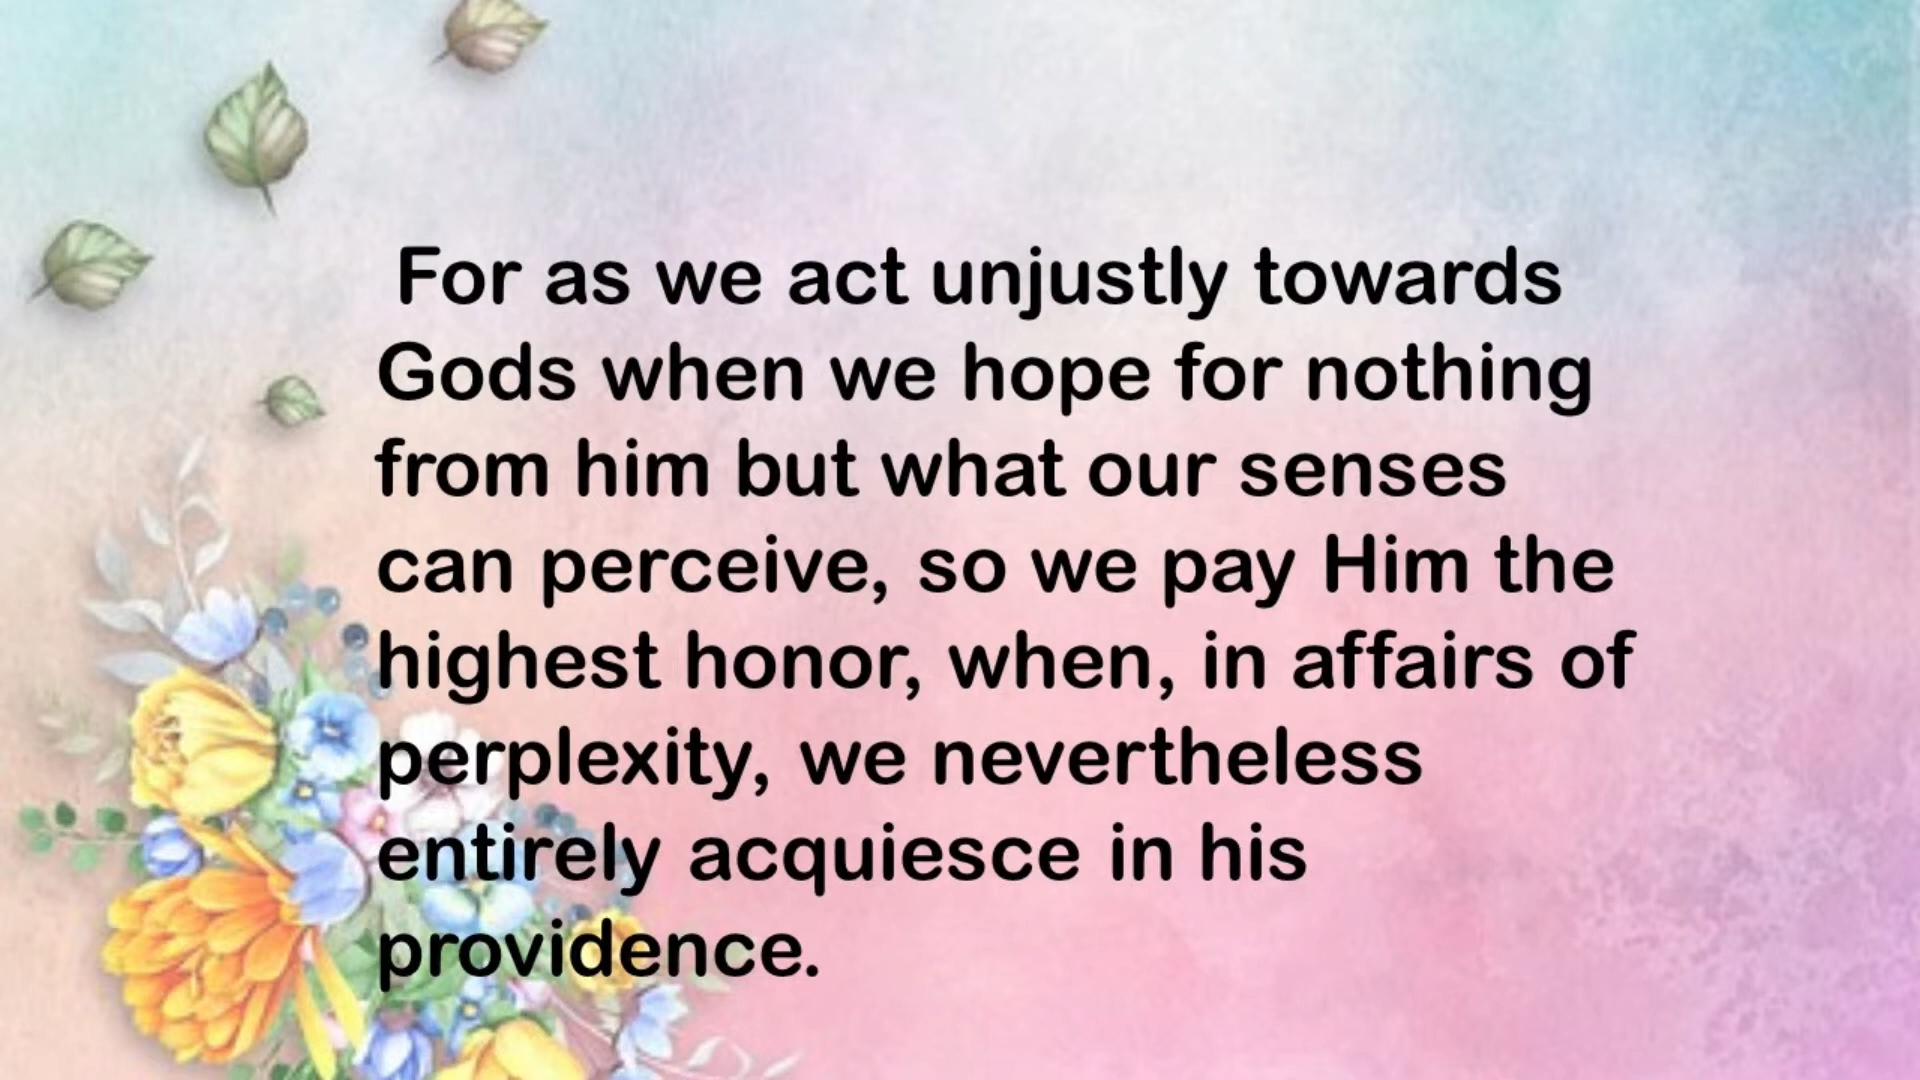 For as we act unjustly towards
Gods when we hope for nothing
from him but what our senses
can perceive, so we pay Him the
highest honor, when, in affairs of
perplexity, we nevertheless
entirely acquiesce in his
providence.